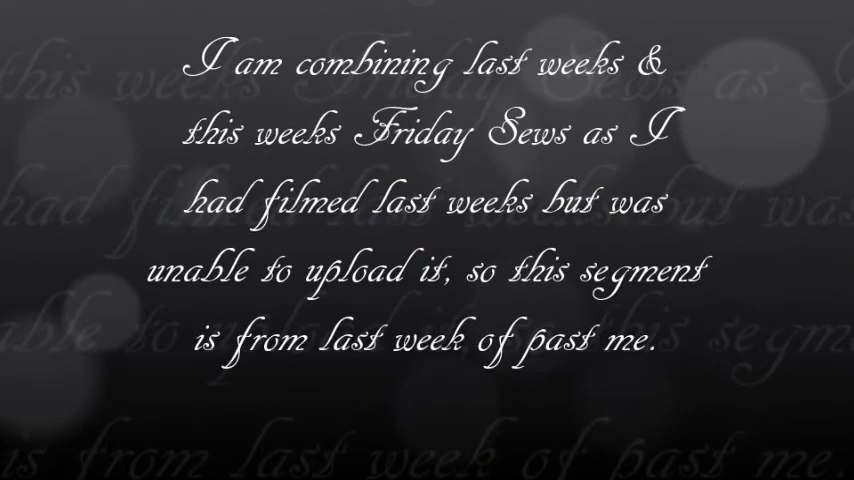 I am combining last weeks &
this weeks Friday Sews as I
had filmed last weeks but was
unable to upload it, so this segment
is from last week of past me.